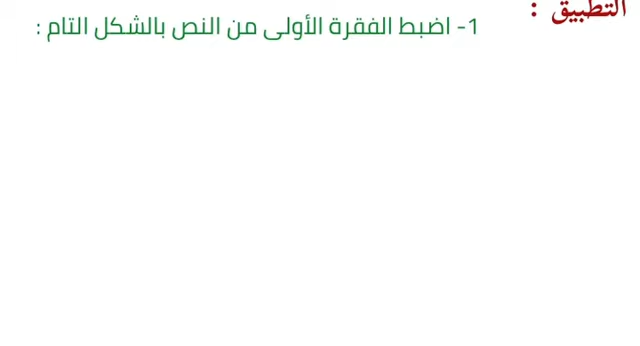 التطبيق :
1- اضبط الفقرة الأولى من النص بالشكل التام :